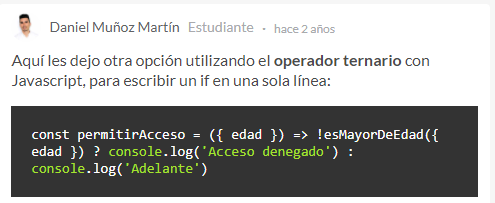 Daniel Muñoz Martín Estudiante · hace 2 años
Aquí les dejo otra opción utilizando el operador ternario con
Javascript, para escribir un if en una sola línea:
const permitirAcceso = ({ edad }) => !esMayorDeEdad({
edad }) ? console.log('Acceso denegado') :
console.log('Adelante')